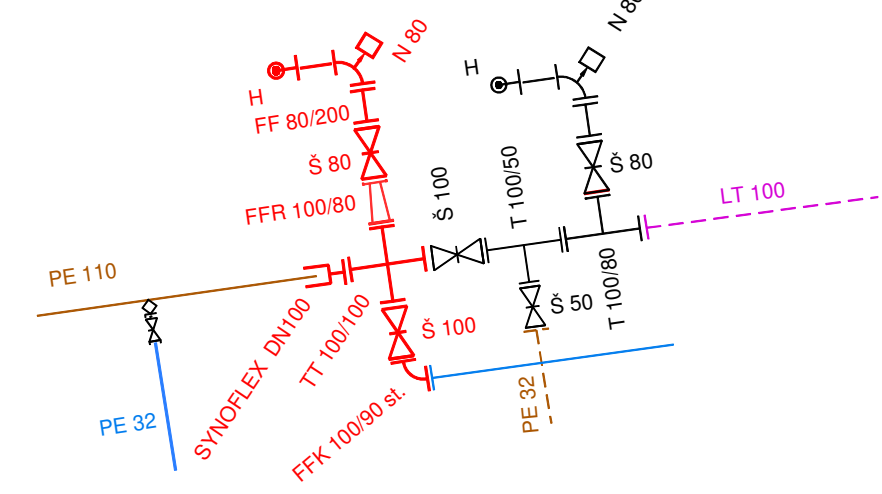 N 80
N 80
H
H
FF 80/200
Š 80
Š 80
FFR 100/80
Š 100
T 100/50
LT 100
PE 110
T 100/80
Š 50
SYNOFLEX DN100
TT 100/100
Š 100
PE 32
PE 32
FFK 100/90 st.